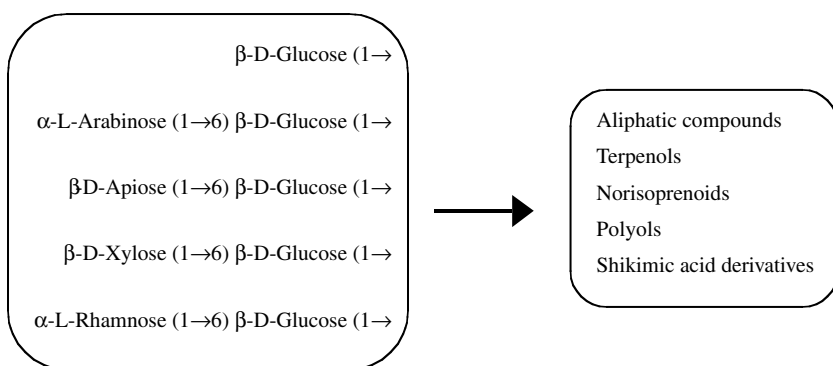 β-D-Glucose (1→
α-L-Arabinose (1→6) β-D-Glucose (1→
β-D-Apiose (1→6) β-D-Glucose (1→
β-D-Xylose (1→6) β-D-Glucose (1→
α-L-Rhamnose (1→6) β-D-Glucose (1→
Aliphatic compounds
Terpenols
Norisoprenoids
Polyols
Shikimic acid derivatives